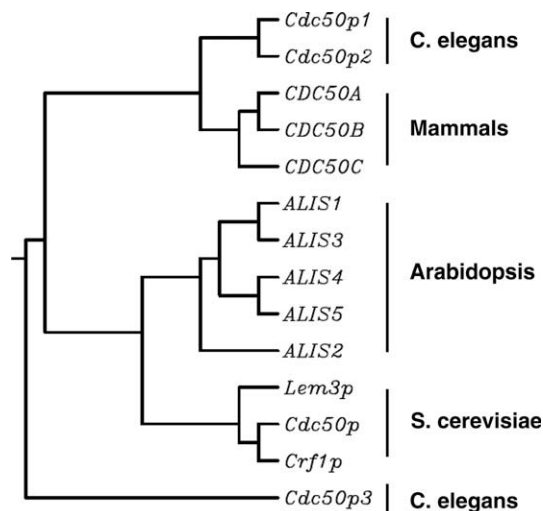 Cdc50p1
C. elegans
Cdc50p2
CDC50A
CDC50B
Mammals
CDC50C
ALIS1
ALIS3
ALIS4
Arabidopsis
ALIS5
ALIS2
Lem3p
Cdc50p
S. cerevisiae
Crf1p
Cdc50p3
C. elegans